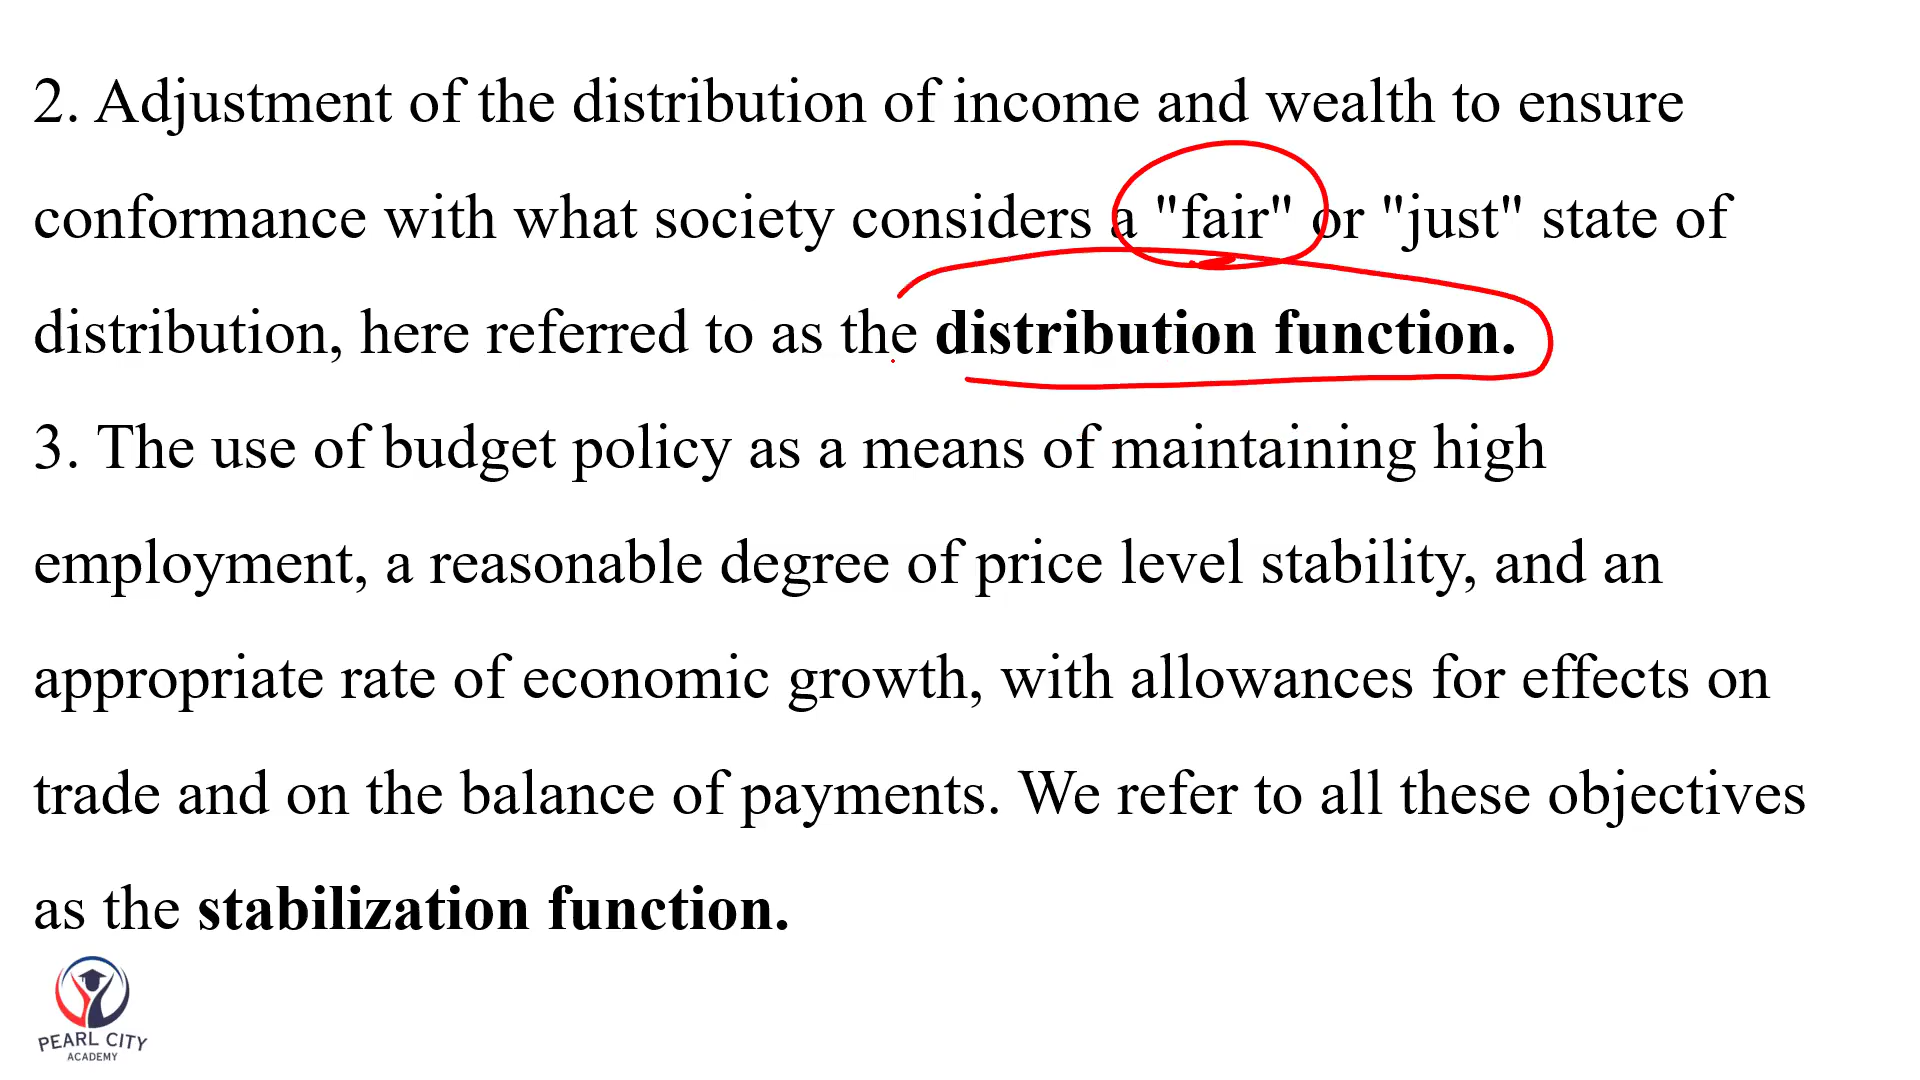 2. Adjustment of the distribution of income and wealth to ensure
conformance with what society considers a "fair" or "just" state of
distribution, here referred to as the distribution function.
3. The use of budget policy as a means of maintaining high
employment, a reasonable degree of price level stability, and an
appropriate rate of economic growth, with allowances for effects on
trade and on the balance of payments. We refer to all these objectives
as the stabilization function.
PEARL CITY
ACADEMY